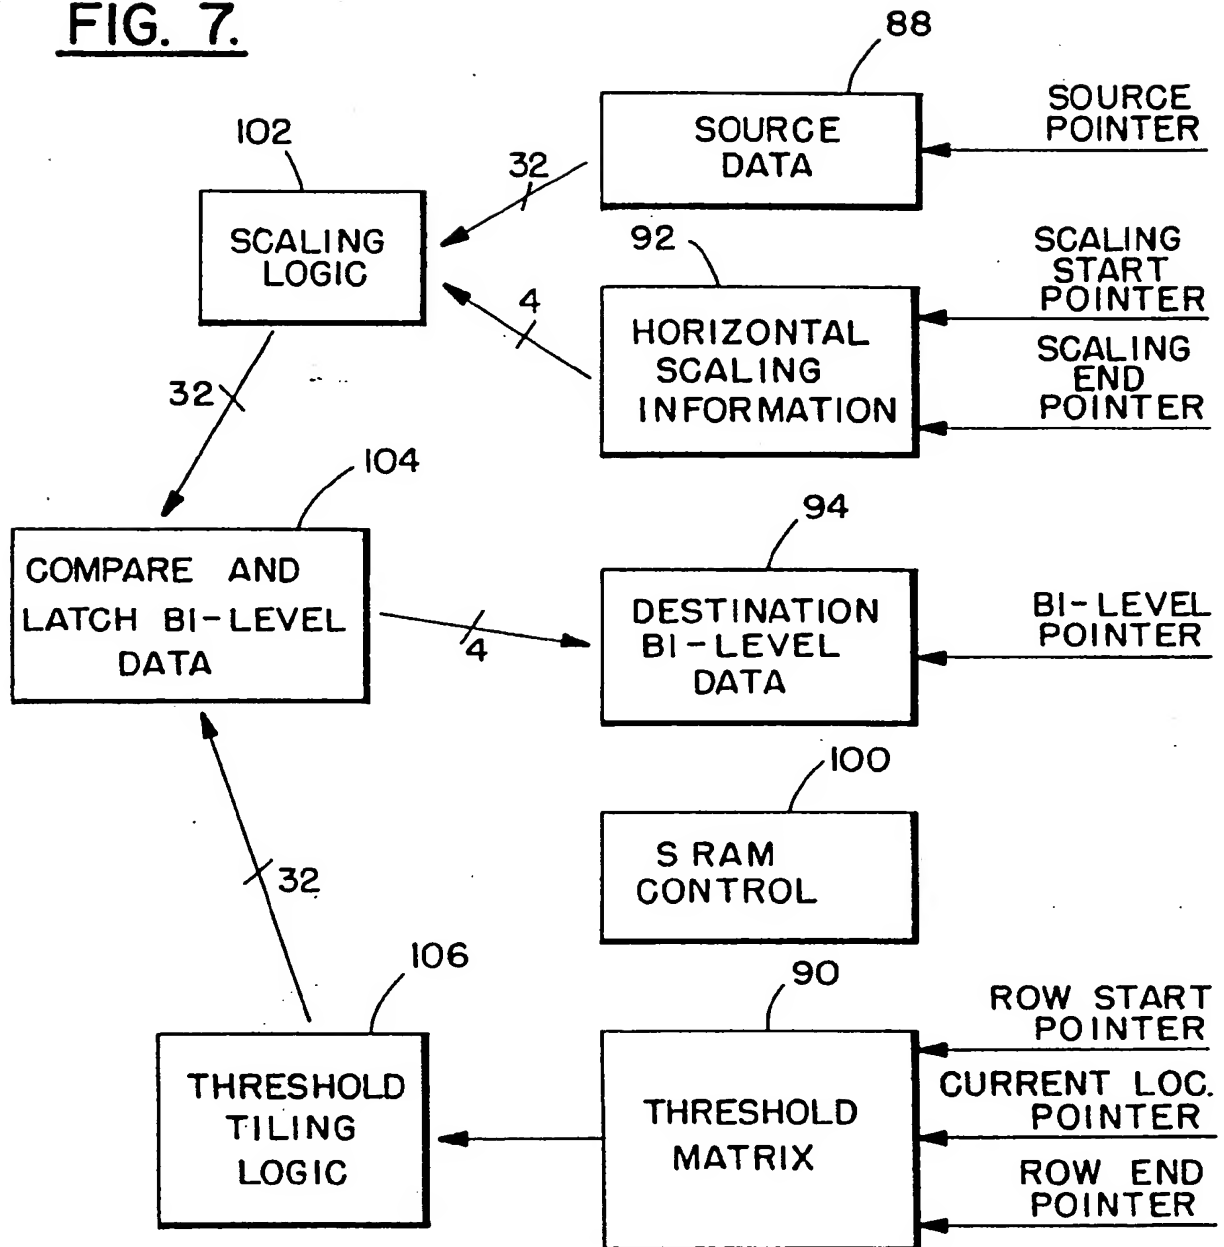 FIG. 7.
88
SOURCE
DATA
SOURCE
POINTER
102
SCALING
LOGIC
32
92
HORIZONTAL
SCALING
INFORMATION
4
SCALING
START
POINTER
SCALING
END
POINTER
32
104
COMPARE AND
LATCH BI-LEVEL
DATA
4
94
DESTINATION
BI-LEVEL
DATA
BI-LEVEL
POINTER
100
S RAM
CONTROL
32
106
THRESHOLD
TILING
LOGIC
90
THRESHOLD
MATRIX
ROW START
POINTER
CURRENT LOC.
POINTER
ROW END
POINTER